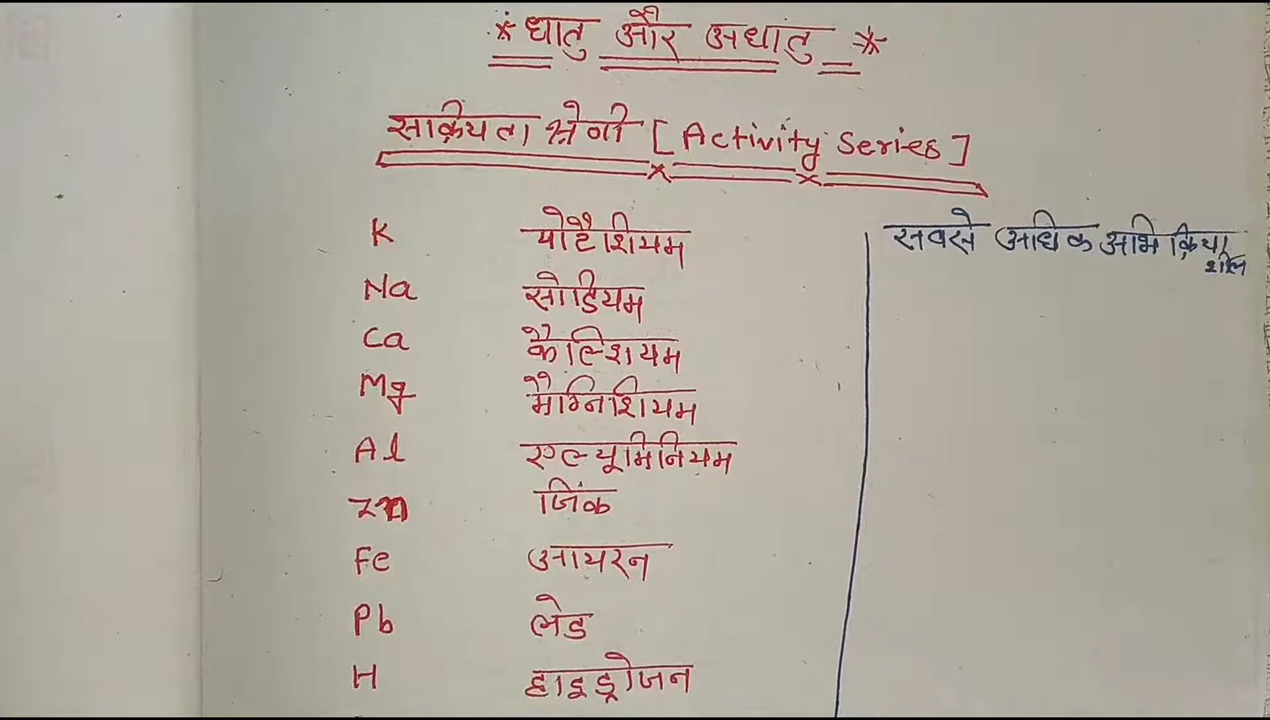 * धातु और अधातु *
सक्रियता श्रेणी [Activity Series]
K पोटैशियम सबसे अधिक अभिक्रियाशील
Na सोडियम
Ca कैल्शियम
Mg मैग्निशियम
Al एल्यूमिनियम
Zn जिंक
Fe आयरन
Pb लेड
H हाइड्रोजन